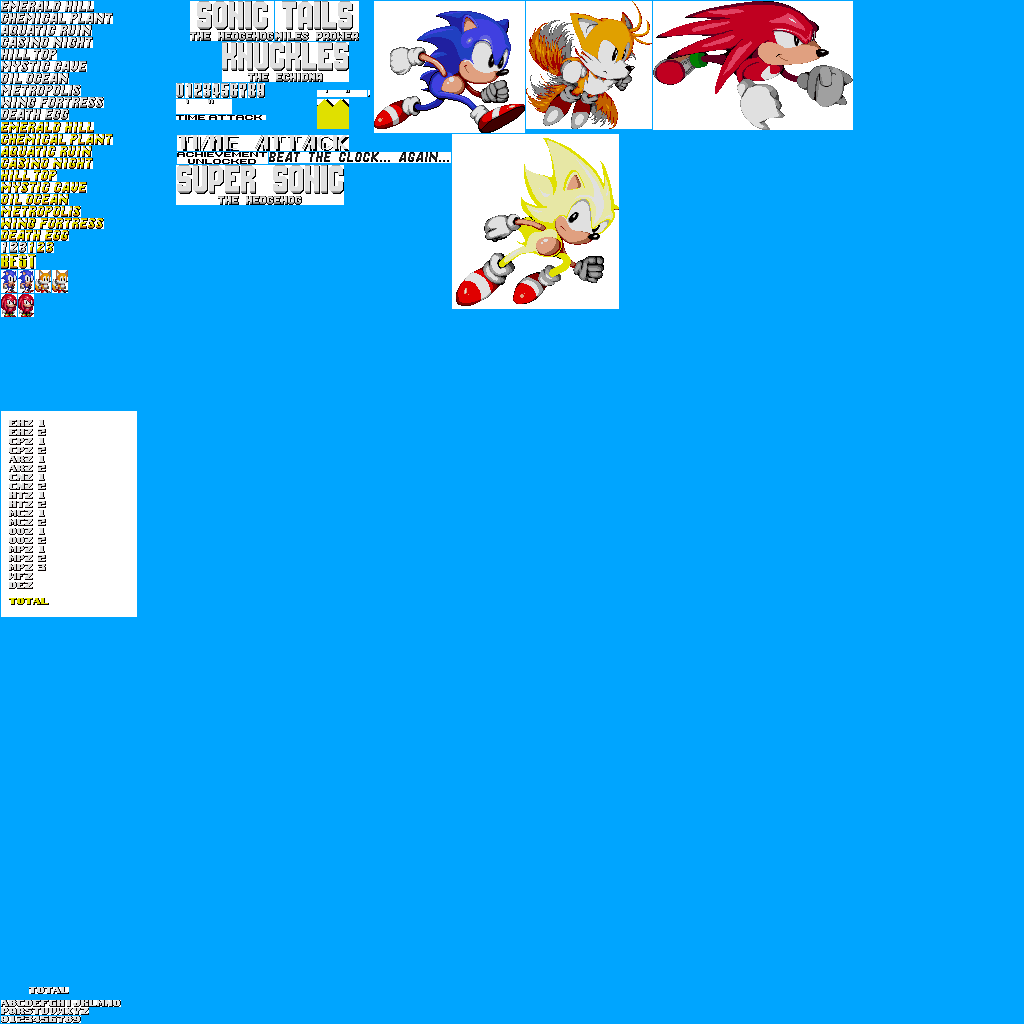 EMERALD HILL
CHEMICAL PLANT
AQUATIC RUIN
CASINO NIGHT
HILL TOP
MYSTIC CAVE
OIL OCEAN
METROPOLIS
WING FORTRESS
DEATH EGG
EMERALD HILL
CHEMICAL PLANT
AQUATIC RUIN
CASINO NIGHT
HILL TOP
MYSTIC CAVE
OIL OCEAN
METROPOLIS
WING FORTRESS
DEATH EGG
123123
BEST
SONIC TAILS
THE HEDGEHOG MILES PROWER
KNUCKLES
THE ECHIDNA
0123456789
' "
' "
TIME ATTACK
TIME ATTACK
ACHIEVEMENT UNLOCKED
BEAT THE CLOCK... AGAIN...
SUPER SONIC
THE HEDGEHOG
EHZ 1
EHZ 2
CPZ 1
CPZ 2
ARZ 1
ARZ 2
CNZ 1
CNZ 2
HTZ 1
HTZ 2
MCZ 1
MCZ 2
OOZ 1
OOZ 2
MPZ 1
MPZ 2
MPZ 3
WFZ
DEZ
TOTAL
TOTAL
ABCDEFGHIJKLMNO
PQRSTUVWXYZ
0123456789